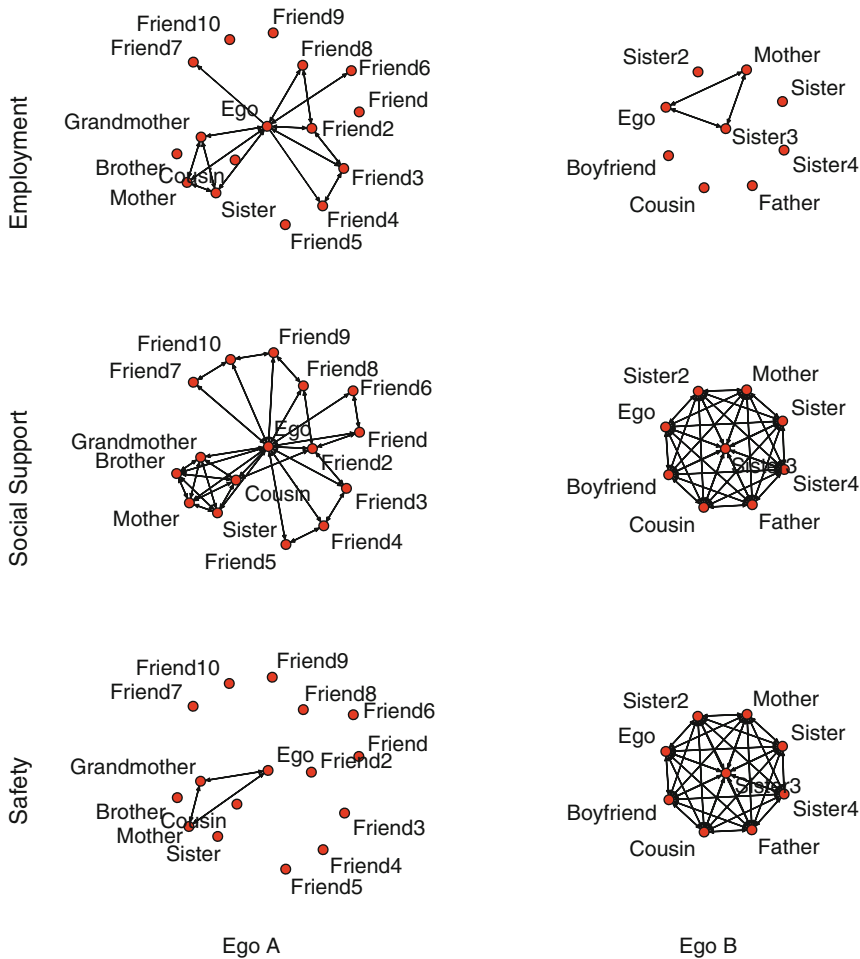 Employment
Friend10
Friend9
Friend7
Friend8
Friend6
Ego
Friend
Grandmother
Friend2
Brother
Cousin
Friend3
Mother
Sister
Friend4
Friend5
Sister2
Mother
Sister
Ego
Sister3
Boyfriend
Sister4
Cousin
Father
Social Support
Friend10
Friend9
Friend7
Friend8
Friend6
Ego
Friend
Grandmother
Brother
Friend2
Cousin
Friend3
Mother
Sister
Friend4
Friend5
Sister2
Mother
Ego
Sister
Sister3
Boyfriend
Sister4
Cousin
Father
Safety
Friend10
Friend9
Friend7
Friend8
Friend6
Ego
Friend
Friend2
Grandmother
Brother
Cousin
Friend3
Mother
Sister
Friend4
Friend5
Sister2
Mother
Ego
Sister
Sister3
Boyfriend
Sister4
Cousin
Father
Ego A
Ego B